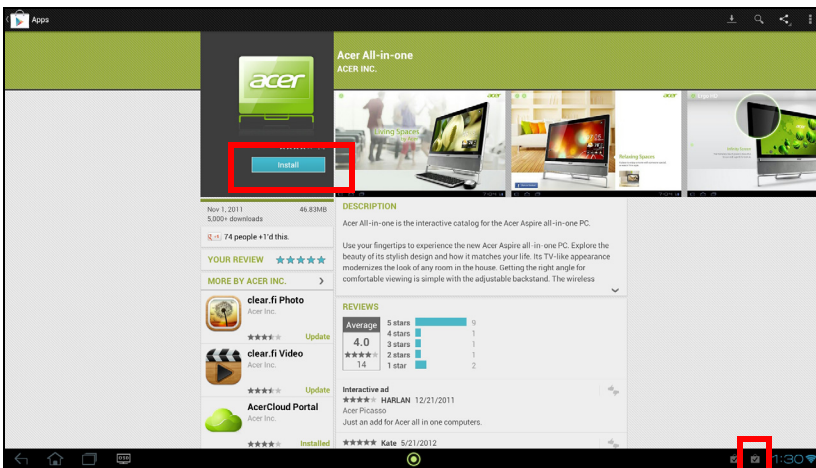 Apps
Acer All-in-one
ACER INC.
acer
Install
acer
Living Spaces
acer
Relaxing Spaces
Nov 1, 2011 46.83MB
5,000+ downloads
74 people +1'd this.
YOUR REVIEW
MORE BY ACER INC.
clear.fi Photo
Acer Inc.
Update
clear.fi Video
Acer Inc.
Update
AcerCloud Portal
Acer Inc.
Installed
DESCRIPTION
Acer All-in-one is the interactive catalog for the Acer Aspire all-in-one PC.
Use your fingertips to experience the new Acer Aspire all-in-one PC. Explore the
beauty of its stylish design and how it matches your life. Its TV-like appearance
modernizes the look of any room in the house. Getting the right angle for
comfortable viewing is simple with the adjustable backstand. The wireless
REVIEWS
Average
4.0
14
5 stars 9
4 stars 1
3 stars 1
2 stars 1
1 star 2
Interactive ad
HARLAN 12/21/2011
Acer Picasso
Just an add for Acer all in one computers.
Kate 5/21/2012
OSD
1:30